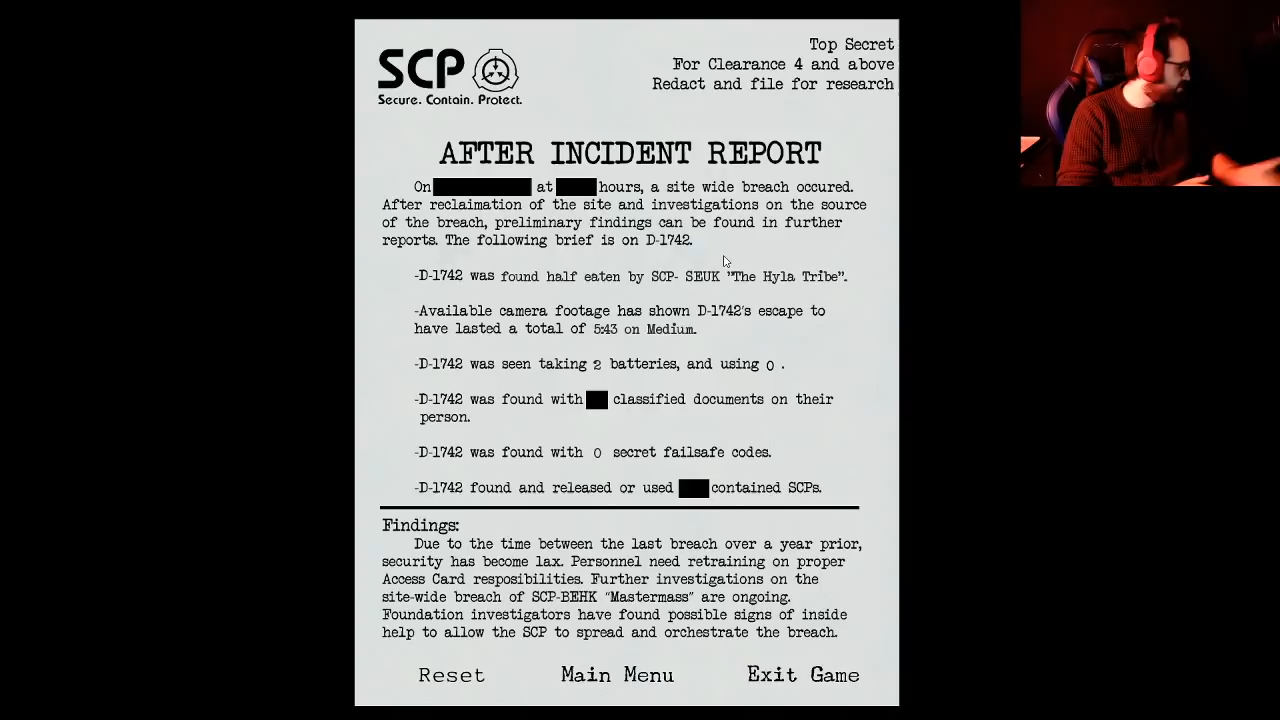 SCP
Secure. Contain. Protect.
Top Secret
For Clearance 4 and above
Redact and file for research
AFTER INCIDENT REPORT
On at hours, a site wide breach occured.
After reclaimation of the site and investigations on the source
of the breach, preliminary findings can be found in further
reports. The following brief is on D-1742.
-D-1742 was found half eaten by SCP- SEUK "The Hyla Tribe".
-Available camera footage has shown D-1742's escape to
have lasted a total of 5:43 on Medium.
-D-1742 was seen taking 2 batteries, and using 0 .
-D-1742 was found with classified documents on their
person.
-D-1742 was found with 0 secret failsafe codes.
-D-1742 found and released or used contained SCPs.
Findings:
Due to the time between the last breach over a year prior,
security has become lax. Personnel need retraining on proper
Access Card resposibilities. Further investigations on the
site-wide breach of SCP-BEHK "Mastermass" are ongoing.
Foundation investigators have found possible signs of inside
help to allow the SCP to spread and orchestrate the breach.
Reset Main Menu Exit Game